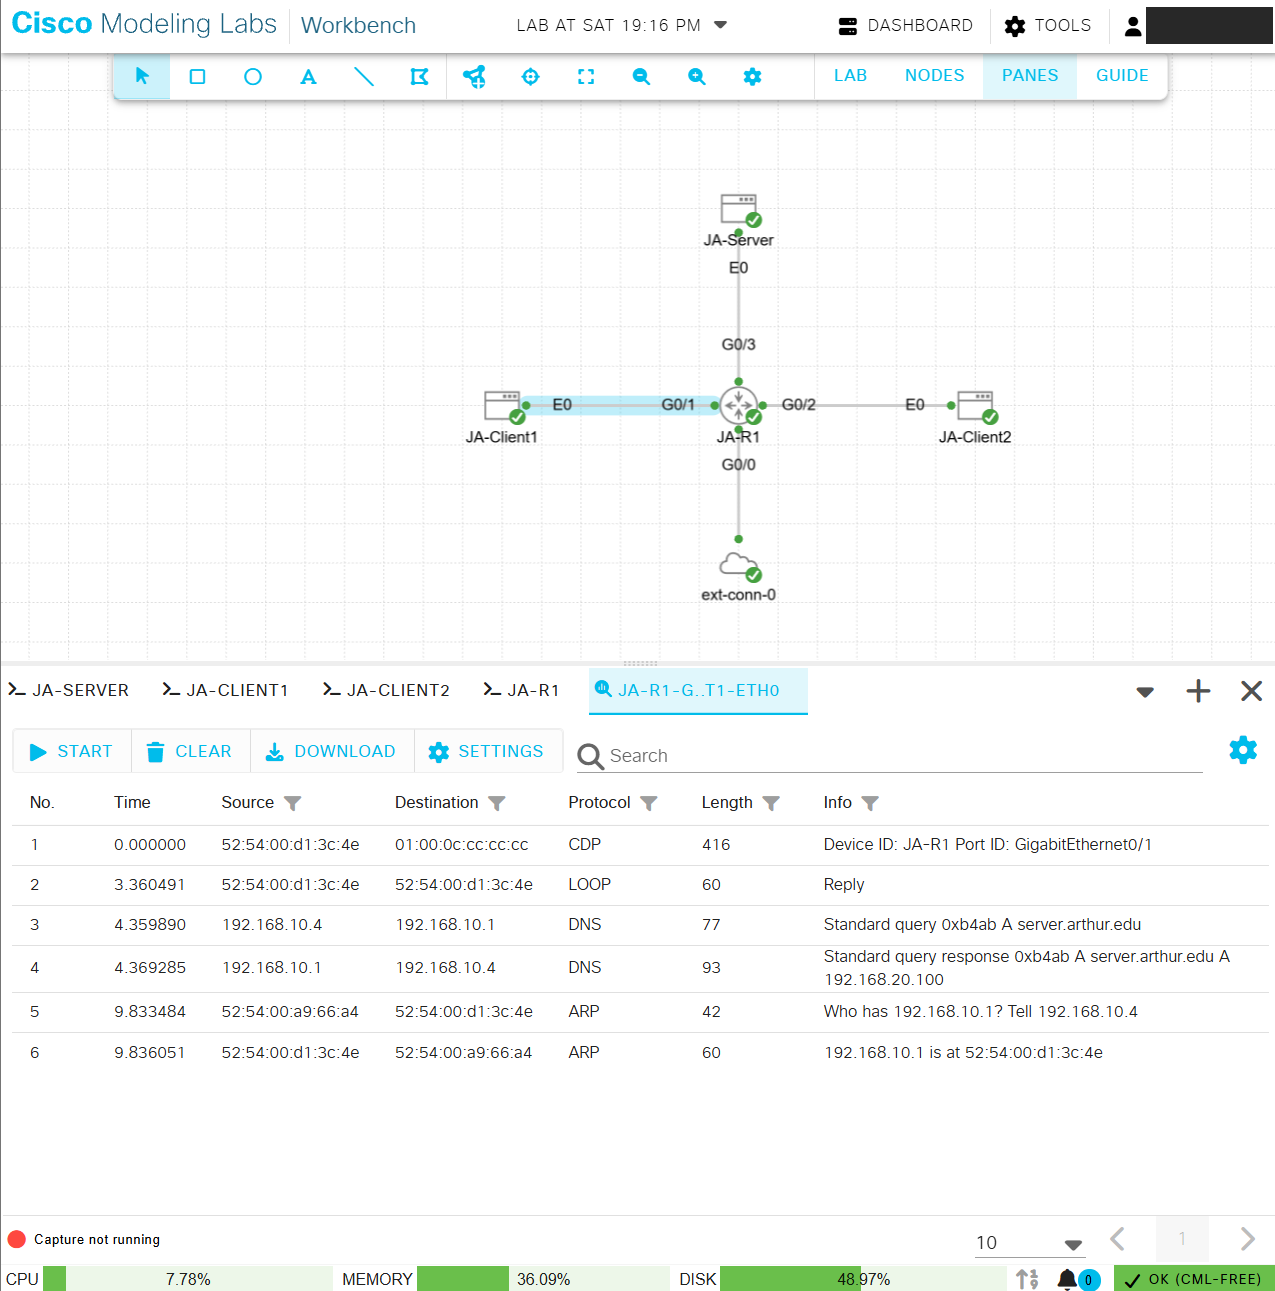 Cisco Modeling Labs Workbench LAB AT SAT 19:16 PM DASHBOARD TOOLS
A LAB NODES PANES GUIDE
JA-Server
E0
G0/3
E0 G0/1 G0/2 E0
JA-Client1 JA-R1 JA-Client2
G0/0
ext-conn-0
JA-SERVER JA-CLIENT1 JA-CLIENT2 JA-R1 JA-R1-G..T1-ETH0
START CLEAR DOWNLOAD SETTINGS Search
No. Time Source Destination Protocol Length Info
1 0.000000 52:54:00:d1:3c:4e 01:00:0c:cc:cc:cc CDP 416 Device ID: JA-R1 Port ID: GigabitEthernet0/1
2 3.360491 52:54:00:d1:3c:4e 52:54:00:d1:3c:4e LOOP 60 Reply
3 4.359890 192.168.10.4 192.168.10.1 DNS 77 Standard query 0xb4ab A server.arthur.edu
4 4.369285 192.168.10.1 192.168.10.4 DNS 93 Standard query response 0xb4ab A server.arthur.edu A
192.168.20.100
5 9.833484 52:54:00:a9:66:a4 52:54:00:d1:3c:4e ARP 42 Who has 192.168.10.1? Tell 192.168.10.4
6 9.836051 52:54:00:d1:3c:4e 52:54:00:a9:66:a4 ARP 60 192.168.10.1 is at 52:54:00:d1:3c:4e
Capture not running 10 1
CPU 7.78% MEMORY 36.09% DISK 48.97% 0 OK (CML-FREE)